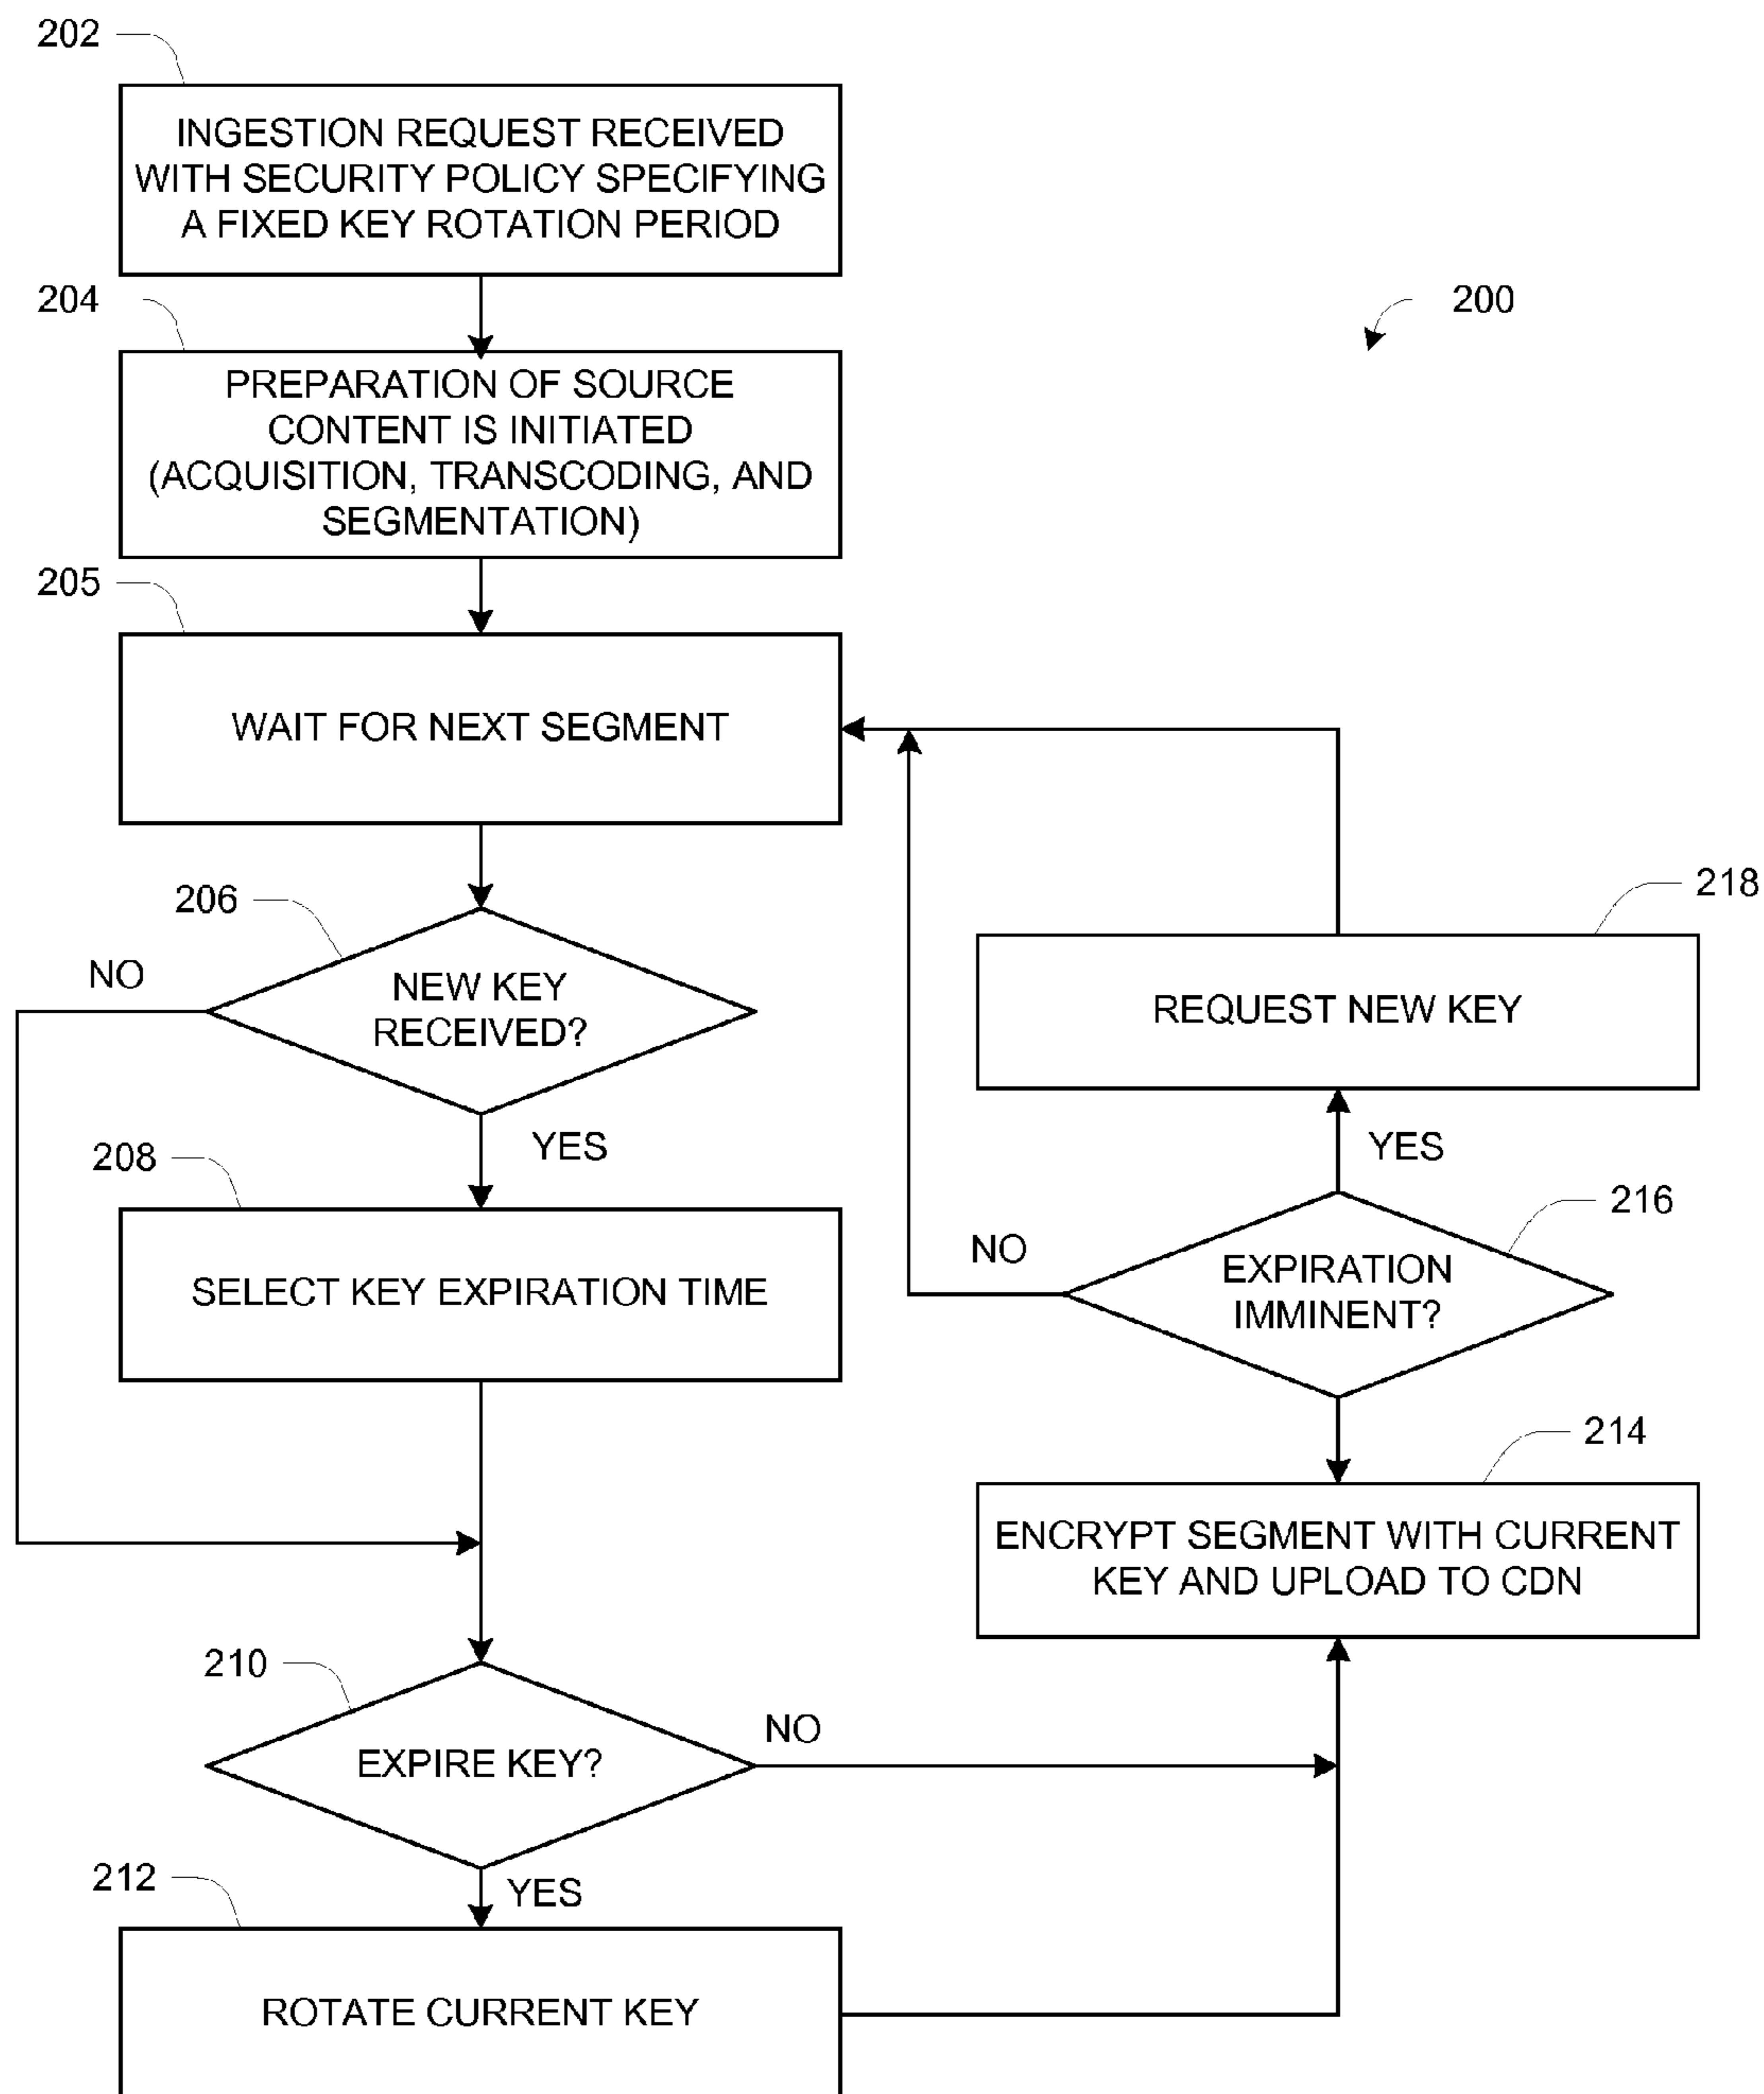 202
INGESTION REQUEST RECEIVED
WITH SECURITY POLICY SPECIFYING
A FIXED KEY ROTATION PERIOD
204
200
PREPARATION OF SOURCE
CONTENT IS INITIATED
(ACQUISITION, TRANSCODING, AND
SEGMENTATION)
205
WAIT FOR NEXT SEGMENT
206
NO
NEW KEY
RECEIVED?
YES
208
SELECT KEY EXPIRATION TIME
210
EXPIRE KEY?
NO
YES
212
ROTATE CURRENT KEY
218
REQUEST NEW KEY
YES
216
NO
EXPIRATION
IMMINENT?
214
ENCRYPT SEGMENT WITH CURRENT
KEY AND UPLOAD TO CDN